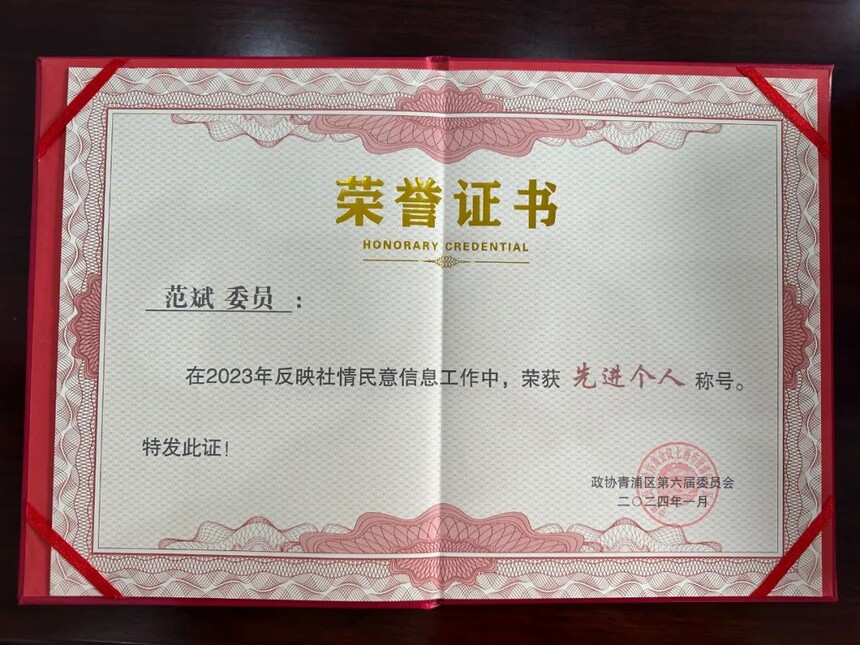 荣誉证书
HONORARY CREDENTIAL
范斌 委员：
在2023年反映社情民意信息工作中，荣获 先进个人 称号。
特发此证！
政协青浦区第六届委员会
二〇二四年一月